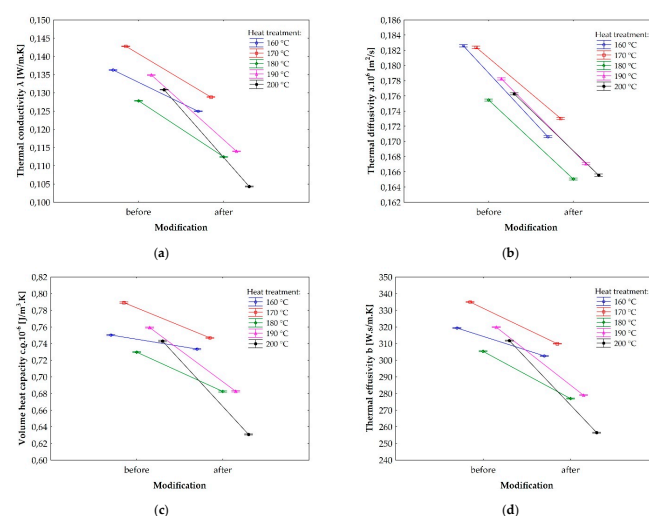 0,150
0,145
0,140
0,135
0,130
0,125
0,120
0,115
0,110
0,105
0,100
Thermal conductivity λ [W/m.K]
Heat treatment:
160 °C
170 °C
180 °C
190 °C
200 °C
before after
Modification
(a)
0,186
0,184
0,182
0,180
0,178
0,176
0,174
0,172
0,170
0,168
0,166
0,164
0,162
Thermal diffusivity a.10⁶ [m²/s]
Heat treatment:
160 °C
170 °C
180 °C
190 °C
200 °C
before after
Modification
(b)
0,82
0,80
0,78
0,76
0,74
0,72
0,70
0,68
0,66
0,64
0,62
0,60
Volume heat capacity c.ϱ.10⁻⁶ [J/m³.K]
Heat treatment:
160 °C
170 °C
180 °C
190 °C
200 °C
before after
Modification
(c)
350
340
330
320
310
300
290
280
270
260
250
240
Thermal effusivity b [W.s/m.K]
Heat treatment:
160 °C
170 °C
180 °C
190 °C
200 °C
before after
Modification
(d)